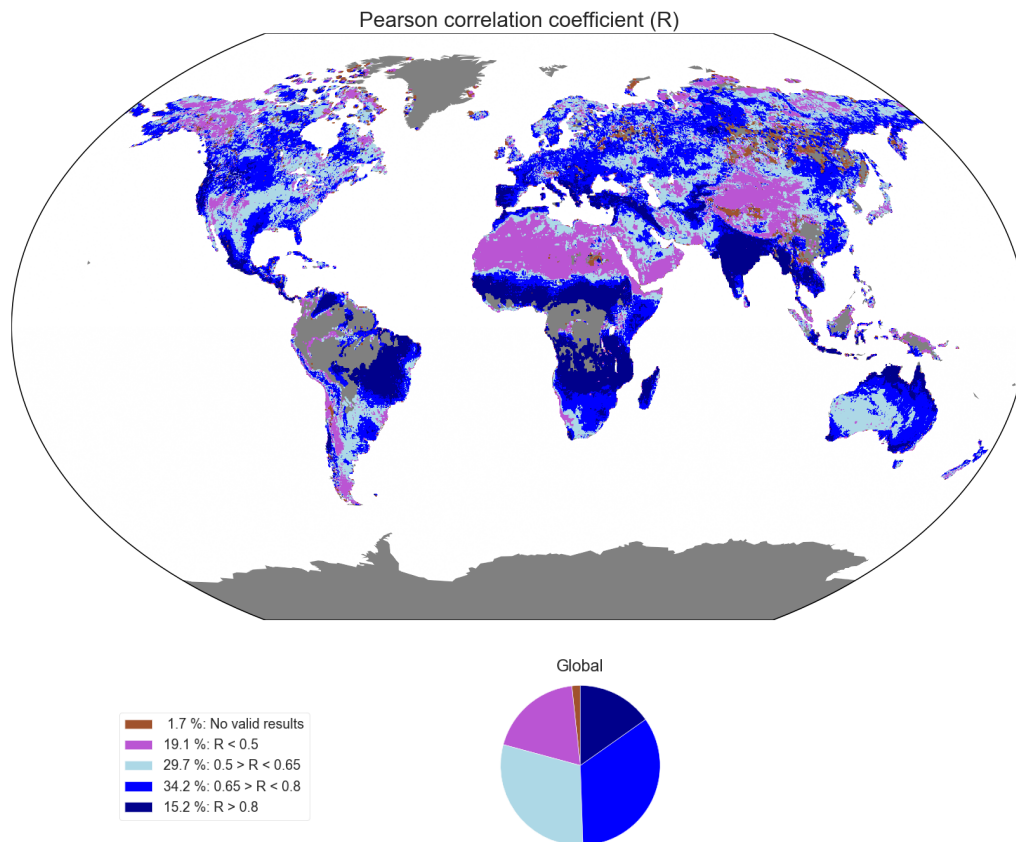 Pearson correlation coefficient (R)
Global
1.7 %: No valid results
19.1 %: R < 0.5
29.7 %: 0.5 > R < 0.65
34.2 %: 0.65 > R < 0.8
15.2 %: R > 0.8